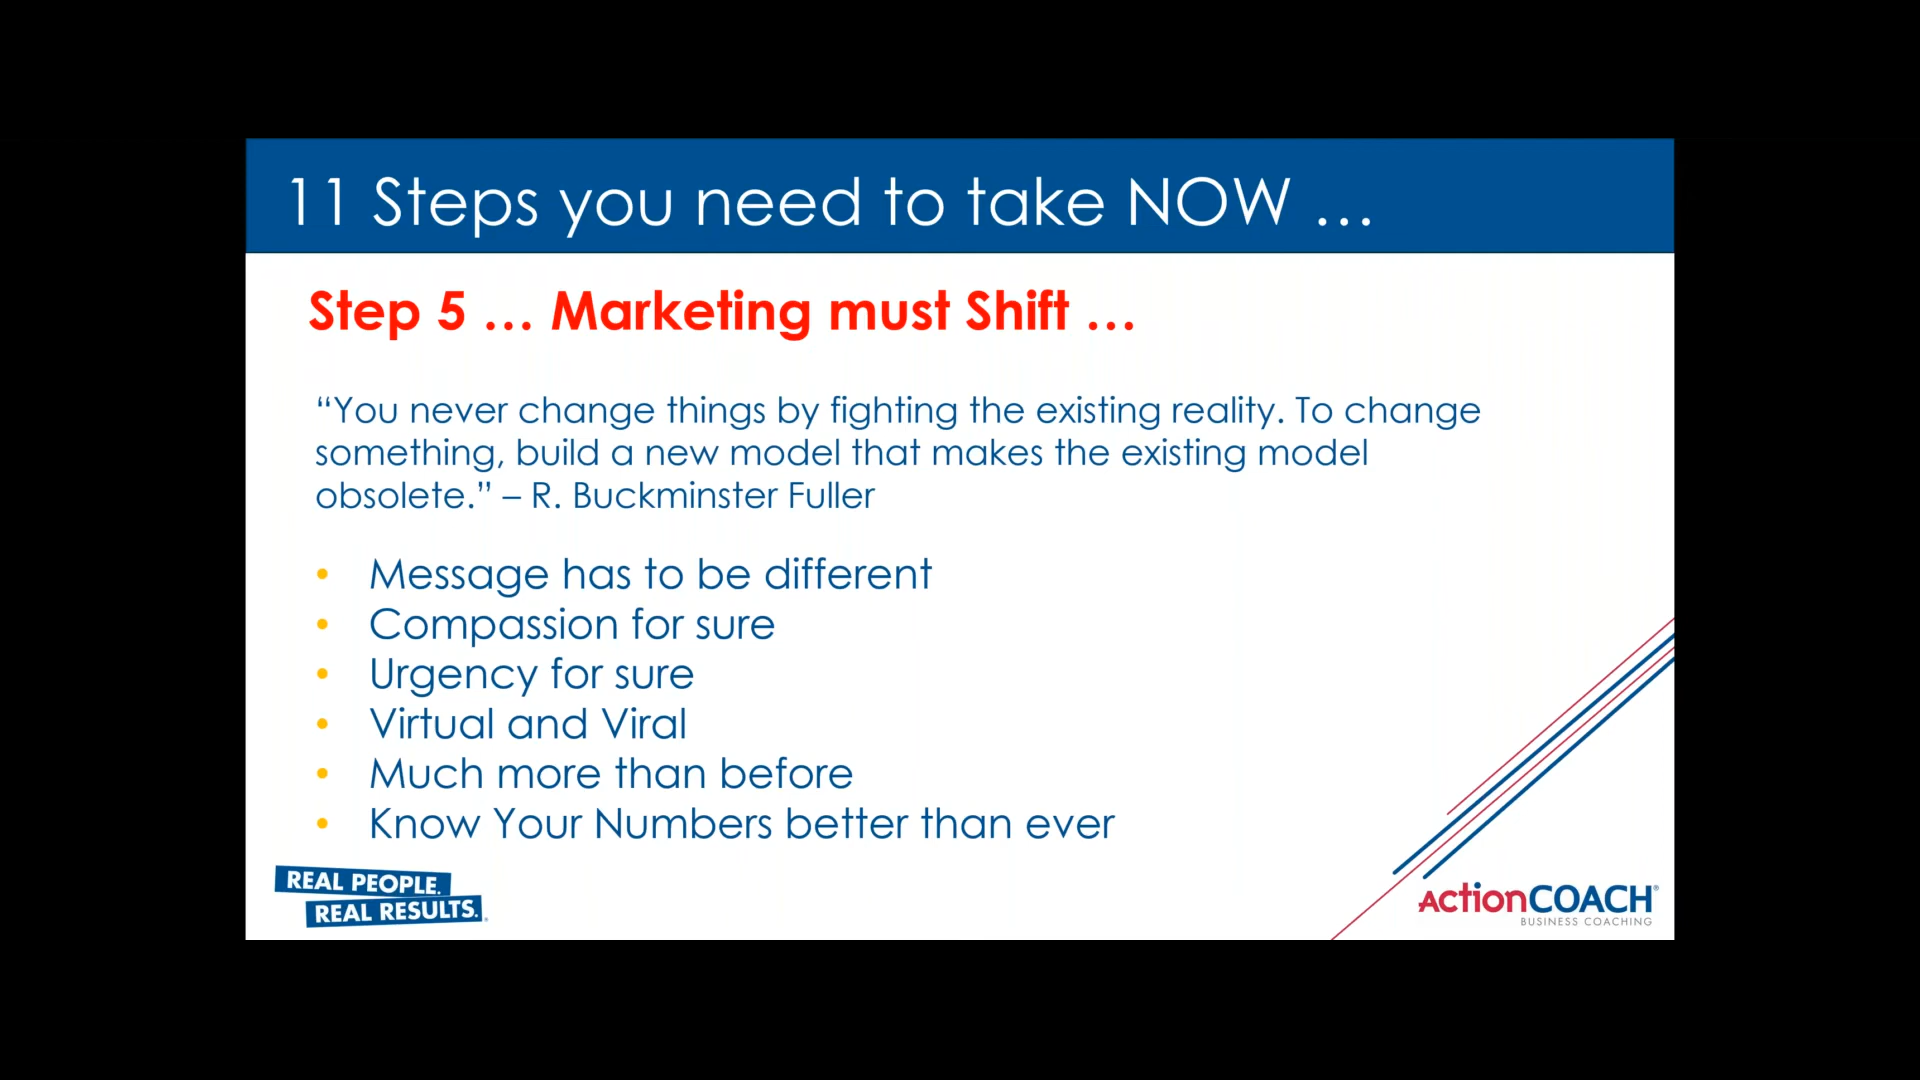 11 Steps you need to take NOW ...
Step 5 ... Marketing must Shift ...
“You never change things by fighting the existing reality. To change
something, build a new model that makes the existing model
obsolete.” – R. Buckminster Fuller
• Message has to be different
• Compassion for sure
• Urgency for sure
• Virtual and Viral
• Much more than before
• Know Your Numbers better than ever
REAL PEOPLE.
REAL RESULTS.
ActionCOACH®
BUSINESS COACHING